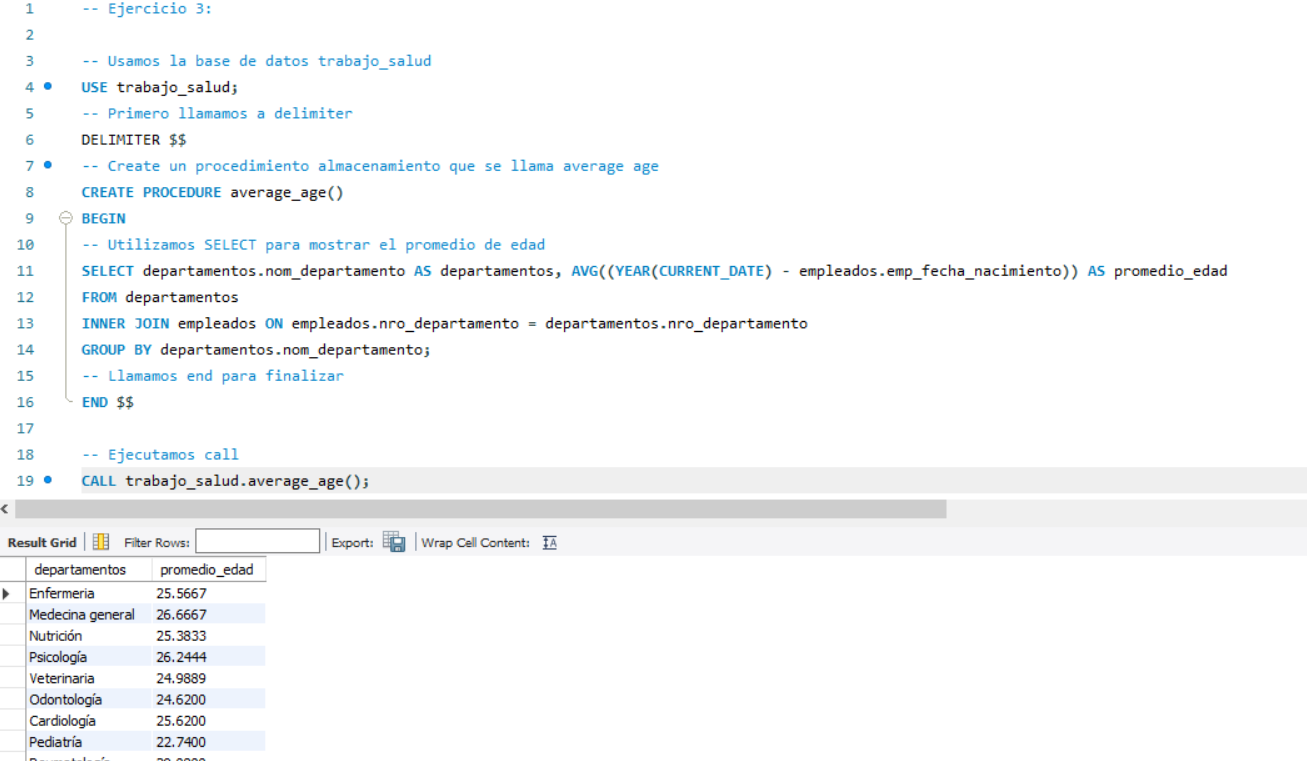 1 -- Ejercicio 3:
2
3 -- Usamos la base de datos trabajo_salud
4 USE trabajo_salud;
5 -- Primero llamamos a delimiter
6 DELIMITER $$
7 -- Create un procedimiento almacenamiento que se llama average age
8 CREATE PROCEDURE average_age()
9 BEGIN
10 -- Utilizamos SELECT para mostrar el promedio de edad
11 SELECT departamentos.nom_departamento AS departamentos, AVG((YEAR(CURRENT_DATE) - empleados.emp_fecha_nacimiento)) AS promedio_edad
12 FROM departamentos
13 INNER JOIN empleados ON empleados.nro_departamento = departamentos.nro_departamento
14 GROUP BY departamentos.nom_departamento;
15 -- Llamamos end para finalizar
16 END $$
17
18 -- Ejecutamos call
19 CALL trabajo_salud.average_age();
Result Grid Filter Rows: Export: Wrap Cell Content:
departamentos promedio_edad
Enfermeria 25.5667
Medecina general 26.6667
Nutrición 25.3833
Psicología 26.2444
Veterinaria 24.9889
Odontología 24.6200
Cardiología 25.6200
Pediatría 22.7400